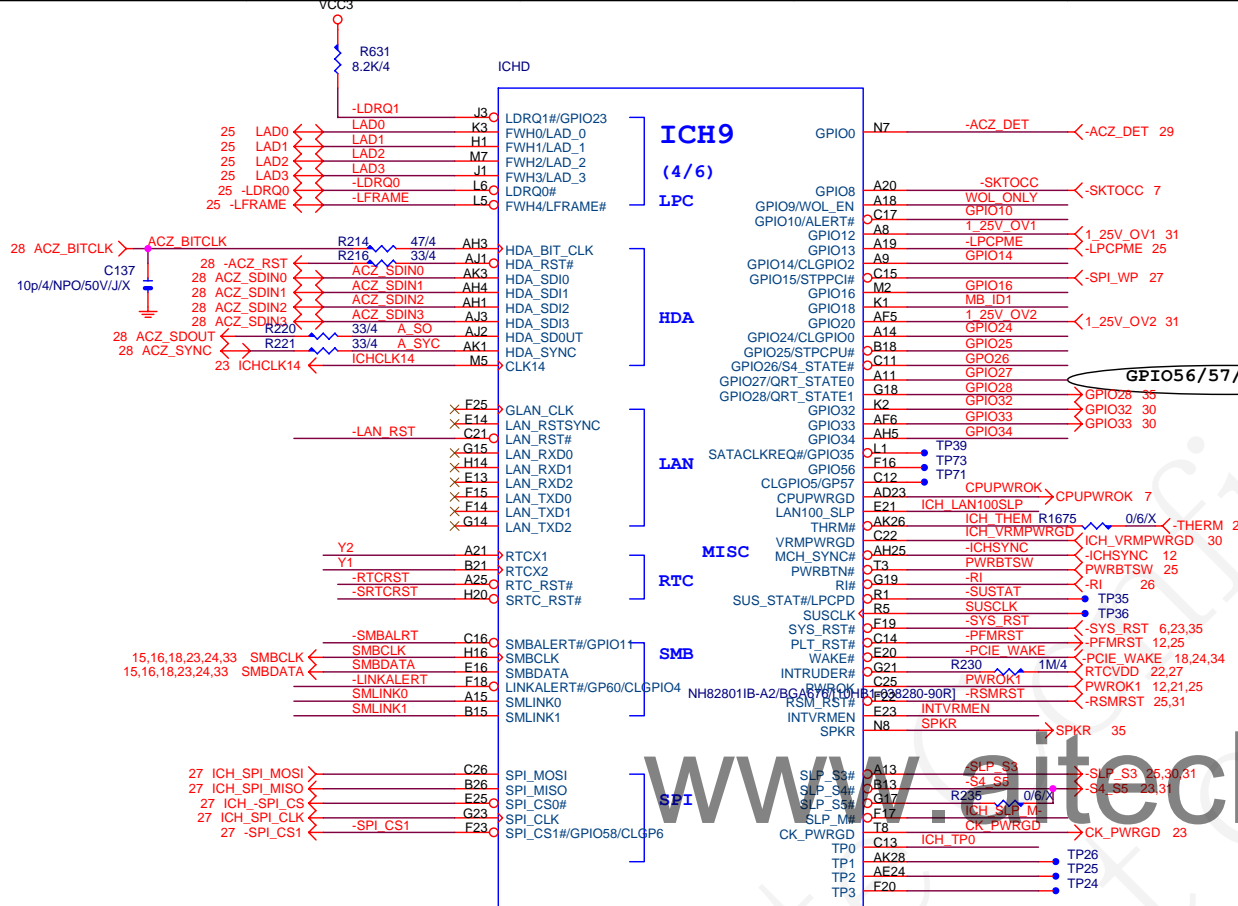 VCC3
R631
8.2K/4
ICHD
-LDRQ1 J3 LDRQ1#/GPIO23
25 LAD0 LAD0 K3 FWH0/LAD_0
25 LAD1 LAD1 H1 FWH1/LAD_1
25 LAD2 LAD2 M7 FWH2/LAD_2
25 LAD3 LAD3 J1 FWH3/LAD_3
25 -LDRQ0 -LDRQ0 L6 LDRQ0#
25 -LFRAME -LFRAME L5 FWH4/LFRAME#
ICH9
(4/6)
LPC
28 ACZ_BITCLK ACZ_BITCLK R214 47/4 AH3 HDA_BIT_CLK
28 -ACZ_RST R216 33/4 AJ1 HDA_RST#
C137
10p/4/NPO/50V/J/X
28 ACZ_SDIN0 ACZ_SDIN0 AK3 HDA_SDI0
28 ACZ_SDIN1 ACZ_SDIN1 AH4 HDA_SDI1
28 ACZ_SDIN2 ACZ_SDIN2 AH1 HDA_SDI2
28 ACZ_SDIN3 ACZ_SDIN3 AJ3 HDA_SDI3
28 ACZ_SDOUT R220 33/4 A_SO AJ2 HDA_SD0UT
28 ACZ_SYNC R221 33/4 A_SYC AK1 HDA_SYNC
23 ICHCLK14 ICHCLK14 M5 CLK14
HDA
F25 GLAN_CLK
E14 LAN_RSTSYNC
-LAN_RST C21 LAN_RST#
G15 LAN_RXD0
H14 LAN_RXD1
E13 LAN_RXD2
F15 LAN_TXD0
F14 LAN_TXD1
G14 LAN_TXD2
LAN
Y2 A21 RTCX1
Y1 B21 RTCX2
-RTCRST A25 RTC_RST#
-SRTCRST H20 SRTC_RST#
RTC
MISC
-SMBALRT C16 SMBALERT#/GPIO11
15,16,18,23,24,33 SMBCLK SMBCLK H16 SMBCLK
15,16,18,23,24,33 SMBDATA SMBDATA E16 SMBDATA
-LINKALERT F18 LINKALERT#/GP60/CLGPIO4
SMLINK0 A15 SMLINK0
SMLINK1 B15 SMLINK1
SMB
27 ICH_SPI_MOSI C26 SPI_MOSI
27 ICH_SPI_MISO B26 SPI_MISO
27 ICH_-SPI_CS E25 SPI_CS0#
27 ICH_SPI_CLK G23 SPI_CLK
27 -SPI_CS1 -SPI_CS1 F23 SPI_CS1#/GPIO58/CLGP6
SPI
GPIO0 N7 -ACZ_DET -ACZ_DET 29
GPIO8 A20 -SKTOCC -SKTOCC 7
GPIO9/WOL_EN A18 WOL_ONLY
GPIO10/ALERT# C17 GPIO10
GPIO12 A8 1_25V_OV1 31
GPIO13 A19 -LPCPME -LPCPME 25
GPIO14/CLGPIO2 A9 GPIO14
GPIO15/STPPCI# C15 -SPI_WP 27
GPIO16 M2 GPIO16
GPIO18 K1 MB_ID1
GPIO20 AF5 1_25V_OV2 1_25V_OV2 31
GPIO24/CLGPIO0 A14 GPIO24
GPIO25/STPCPU# B18 GPIO25
GPIO26/S4_STATE# C11 GPO26
GPIO27/QRT_STATE0 A11 GPIO27
GPIO56/57/
GPIO28/QRT_STATE1 G18 GPIO28 GPIO28 35
GPIO32 K2 GPIO32 GPIO32 30
GPIO33 AF6 GPIO33 GPIO33 30
GPIO34 AH5 GPIO34
SATACLKREQ#/GPIO35 L1 TP39
GPIO56 F16 TP73
CLGPIO5/GP57 C12 TP71
CPUPWRGD AD23 CPUPWROK CPUPWROK 7
LAN100_SLP E21 ICH_LAN100SLP
THRM# AK26 ICH_THEM R1675 0/6/X -THERM 2
VRMPWRGD C22 ICH_VRMPWRGD ICH_VRMPWRGD 30
MCH_SYNC# AH25 -ICHSYNC -ICHSYNC 12
PWRBTN# T3 PWRBTSW PWRBTSW 25
RI# G19 -RI -RI 26
SUS_STAT#/LPCPD R1 -SUSTAT TP35
SUSCLK R5 SUSCLK TP36
SYS_RST# F19 -SYS_RST -SYS_RST 6,23,35
PLT_RST# C14 -PFMRST -PFMRST 12,25
WAKE# E20 -PCIE_WAKE -PCIE_WAKE 18,24,34
INTRUDER# G21 R230 1M/4 RTCVDD 22,27
PWROK C25 PWROK1 PWROK1 12,21,25
RSM_RST# F22 -RSMRST -RSMRST 25,31
INTVRMEN E23 INTVRMEN
SPKR N8 SPKR SPKR 35
SLP_S3# A13 -SLP_S3 -SLP_S3 25,30,31
SLP_S4# B13 -S4_S5 -S4_S5 23,31
SLP_S5# G17 R235 0/6/X
SLP_M# F17 ICH_SLP_M-
CK_PWRGD T8 CK_PWRGD CK_PWRGD 23
TP0 C13 ICH_TP0
TP1 AK28 TP26
TP2 AE24 TP25
TP3 F20 TP24
www.aitec